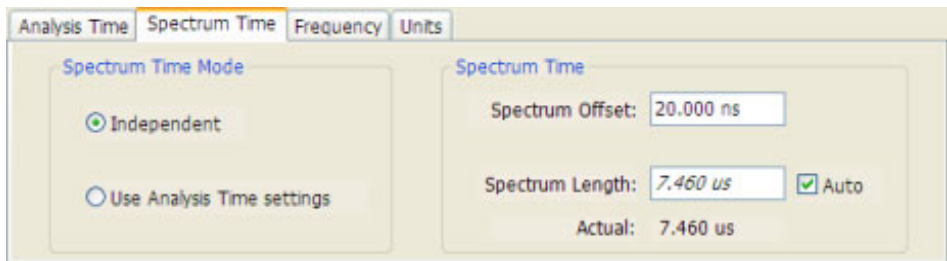 Analysis Time Spectrum Time Frequency Units
Spectrum Time Mode
Independent
Use Analysis Time settings
Spectrum Time
Spectrum Offset: 20.000 ns
Spectrum Length: 7.460 us Auto
Actual: 7.460 us